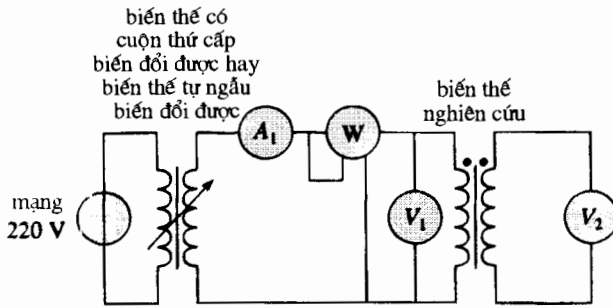 biến thế có
cuộn thứ cấp
biến đổi được hay
biến thế tự ngẫu
biến đổi được
biến thế
nghiên cứu
A₁
W
mạng
220 V
V₁
V₂